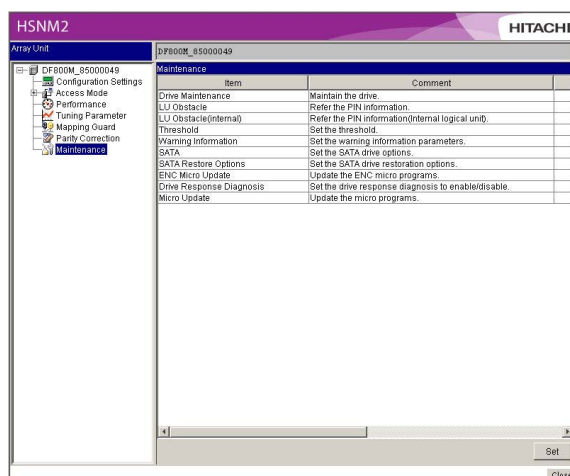 HSNM2
HITACHI
Array Unit
DF800M_85000049
DF800M_85000049
Configuration Settings
Access Mode
Performance
Tuning Parameter
Mapping Guard
Parity Correction
Maintenance
Maintenance
Item Comment
Drive Maintenance Maintain the drive.
LU Obstacle Refer the PIN information.
LU Obstacle(internal) Refer the PIN information(Internal logical unit).
Threshold Set the threshold.
Warning Information Set the warning information parameters.
SATA Set the SATA drive options.
SATA Restore Options Set the SATA drive restoration options.
ENC Micro Update Update the ENC micro programs.
Drive Response Diagnosis Set the drive response diagnosis to enable/disable.
Micro Update Update the micro programs.
Set